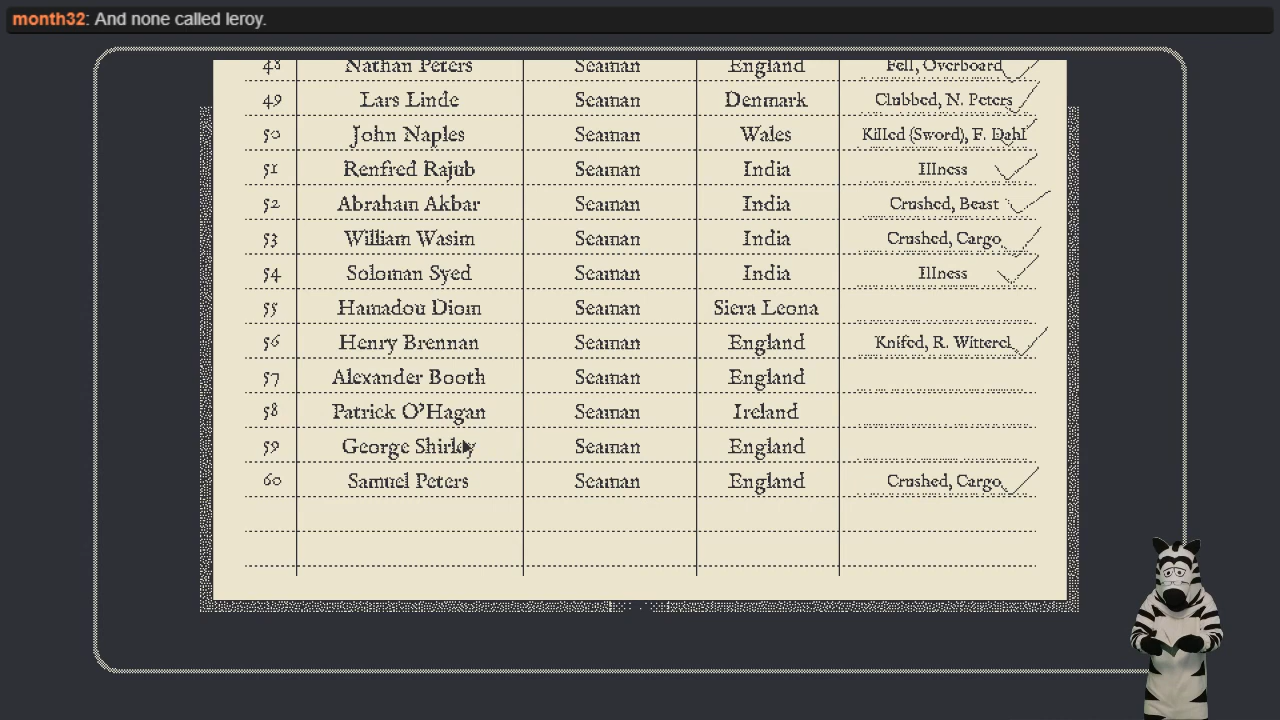 month32: And none called leroy.
48 Nathan Peters Seaman England Fell, Overboard
49 Lars Linde Seaman Denmark Clubbed, N. Peters
50 John Naples Seaman Wales Killed (Sword), F. Dahl
51 Renfred Rajub Seaman India Illness
52 Abraham Akbar Seaman India Crushed, Beast
53 William Wasim Seaman India Crushed, Cargo
54 Soloman Syed Seaman India Illness
55 Hamadou Diom Seaman Siera Leona
56 Henry Brennan Seaman England Knifed, R. Witterel
57 Alexander Booth Seaman England
58 Patrick O'Hagan Seaman Ireland
59 George Shirley Seaman England
60 Samuel Peters Seaman England Crushed, Cargo